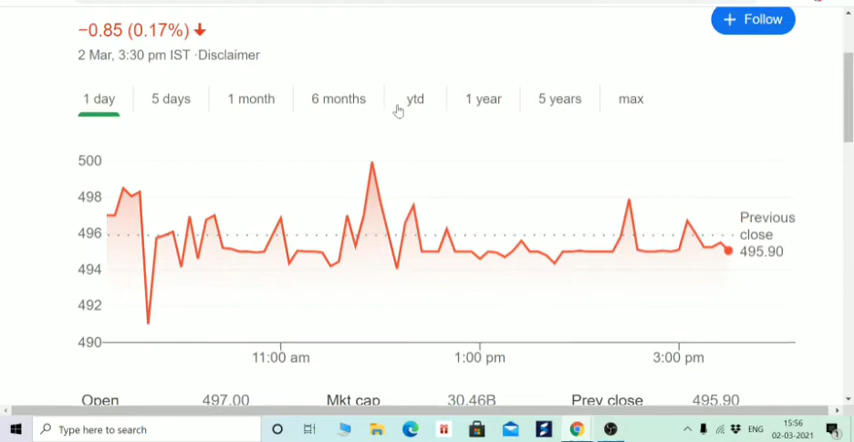 −0.85 (0.17%)
+ Follow
2 Mar, 3:30 pm IST ·Disclaimer
1 day 5 days 1 month 6 months ytd 1 year 5 years max
500
498
496
494
492
490
Previous
close
495.90
11:00 am 1:00 pm 3:00 pm
Open 497.00 Mkt cap 30.46B Prev close 495.90
Type here to search
ENG
15:56
02-03-2021